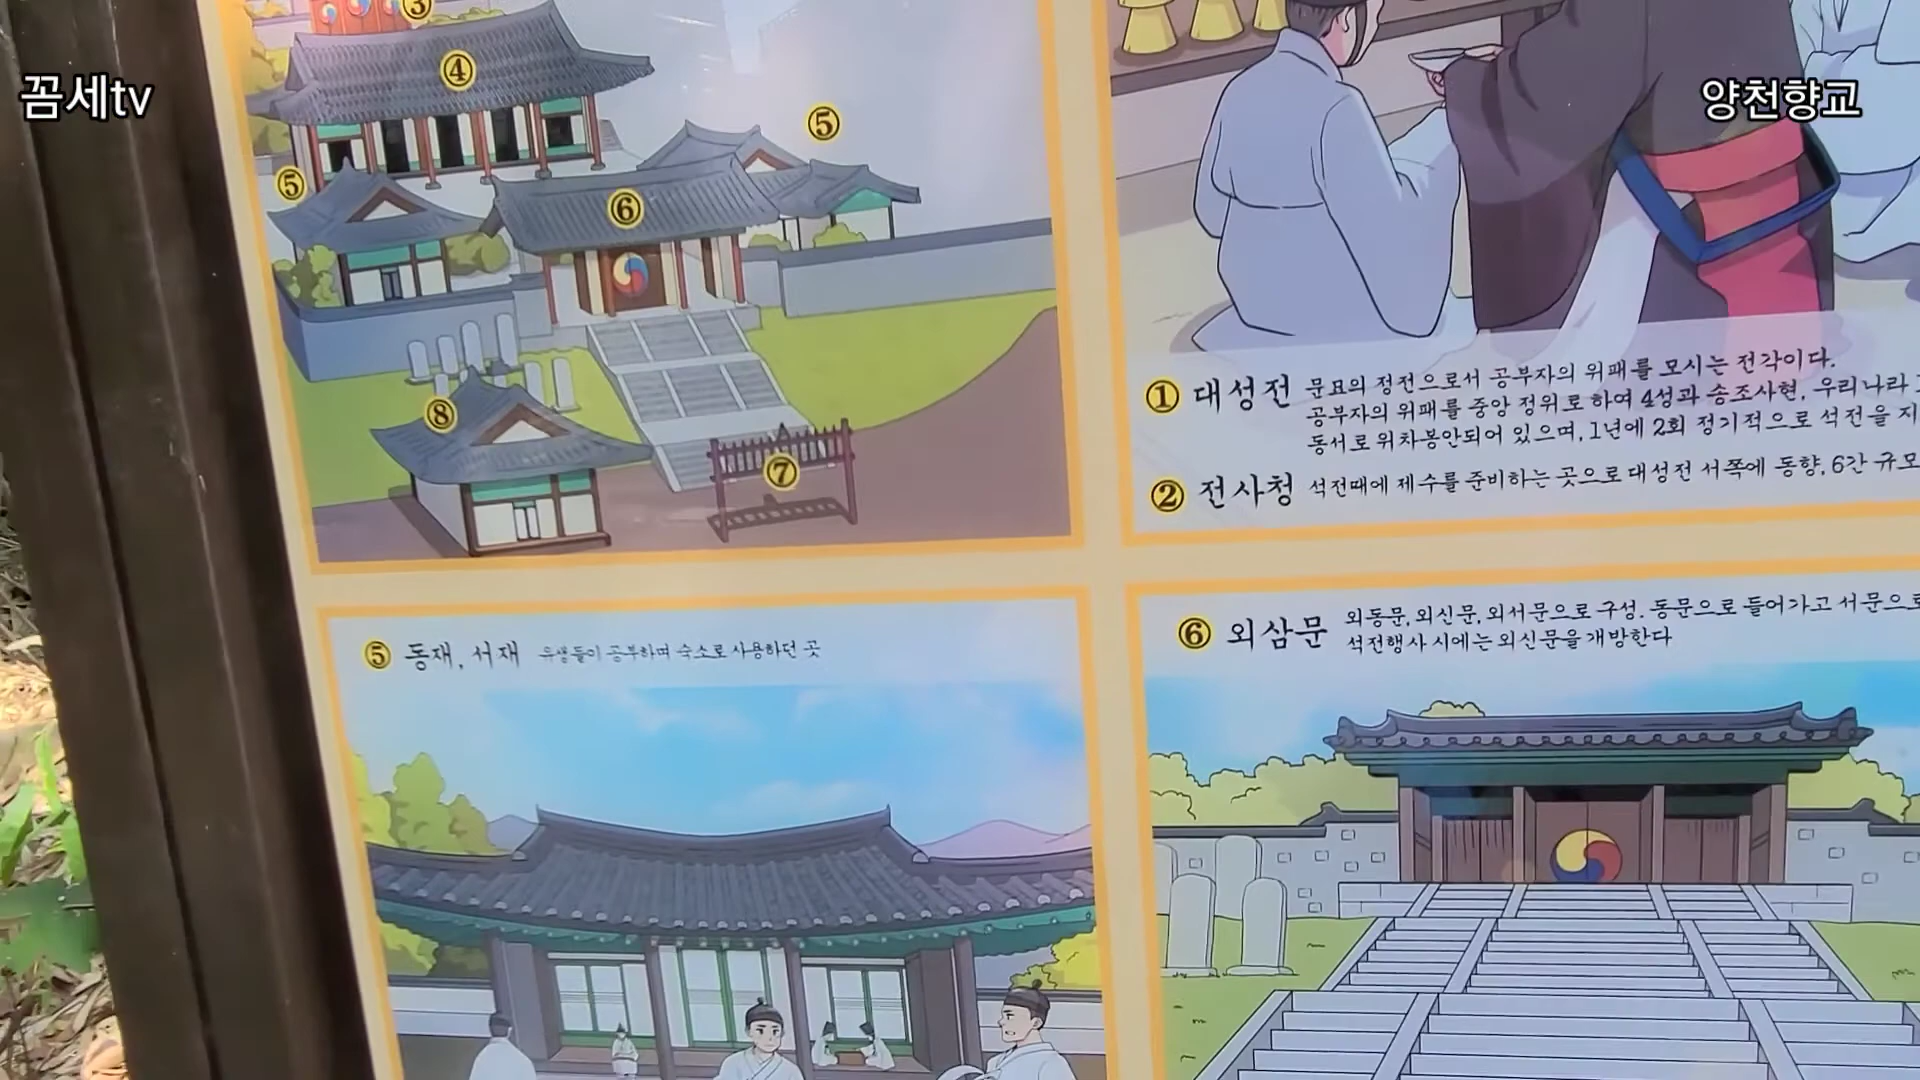 꼼세tv
양천향교
③
④
⑤
⑤
⑥
⑧
⑦
① 대성전 문묘의 정전으로서 공부자의 위패를 모시는 전각이다.
공부자의 위패를 중앙 정위로 하여 4성과 송조사현, 우리나라
동서로 위차봉안되어 있으며, 1년에 2회 정기적으로 석전을 지
② 전사청 석전때에 제수를 준비하는 곳으로 대성전 서쪽에 동향, 6간 규모
⑤ 동재, 서재 유생들이 공부하며 숙소로 사용하던 곳
⑥ 외삼문 외동문, 외신문, 외서문으로 구성. 동문으로 들어가고 서문으로
석전행사 시에는 외신문을 개방한다